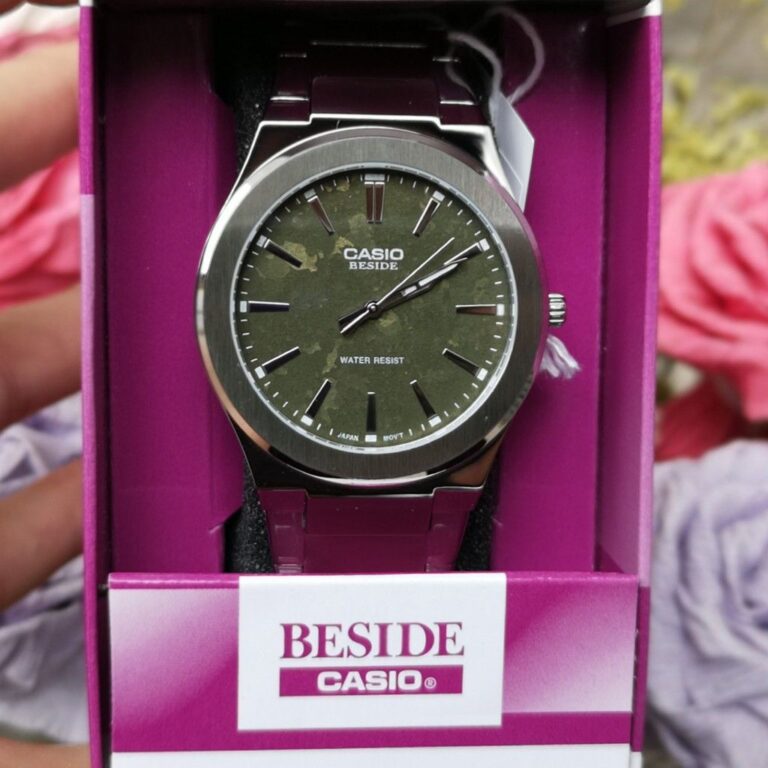 CASIO
BESIDE
WATER RESIST
JAPAN MOV'T
BESIDE
CASIO®